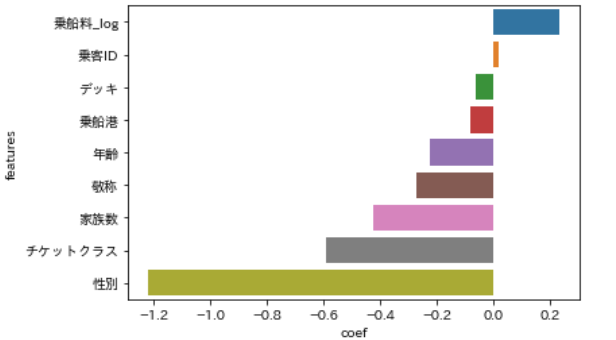 乗船料_log
乗客ID
デッキ
乗船港
年齢
敬称
家族数
チケットクラス
性別
features
−1.2 −1.0 −0.8 −0.6 −0.4 −0.2 0.0 0.2
coef